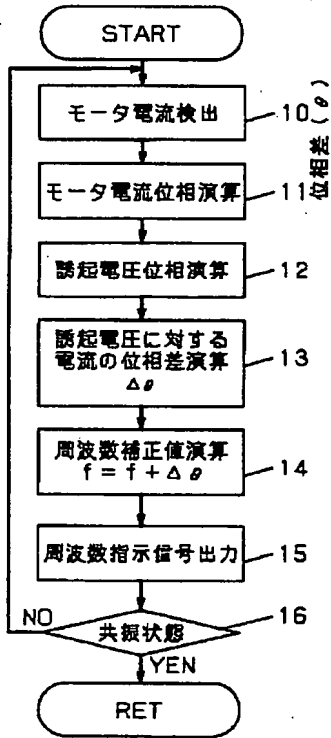 START
モータ電流検出
10
モータ電流位相演算
11
誘起電圧位相演算
12
誘起電圧に対する
電流の位相差演算
Δθ
13
周波数補正値演算
f = f + Δθ
14
周波数指示信号出力
15
共振状態
16
NO
YEN
RET
位相差(θ)